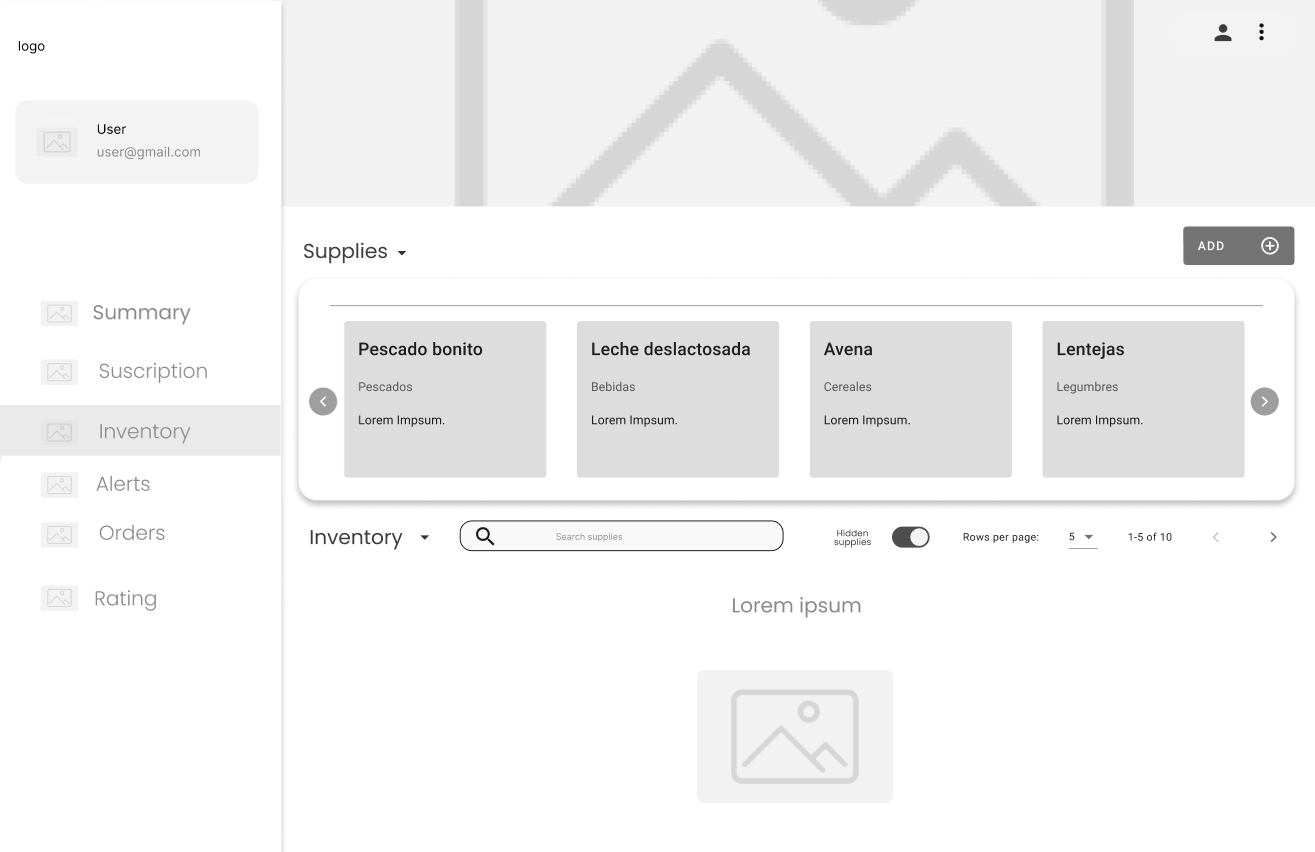 logo
User
user@gmail.com
Summary
Suscription
Inventory
Alerts
Orders
Rating
Supplies
ADD
Pescado bonito
Pescados
Lorem Impsum.
Leche deslactosada
Bebidas
Lorem Impsum.
Avena
Cereales
Lorem Impsum.
Lentejas
Legumbres
Lorem Impsum.
Inventory
Search supplies
Hidden
supplies
Rows per page:
5
1-5 of 10
Lorem ipsum